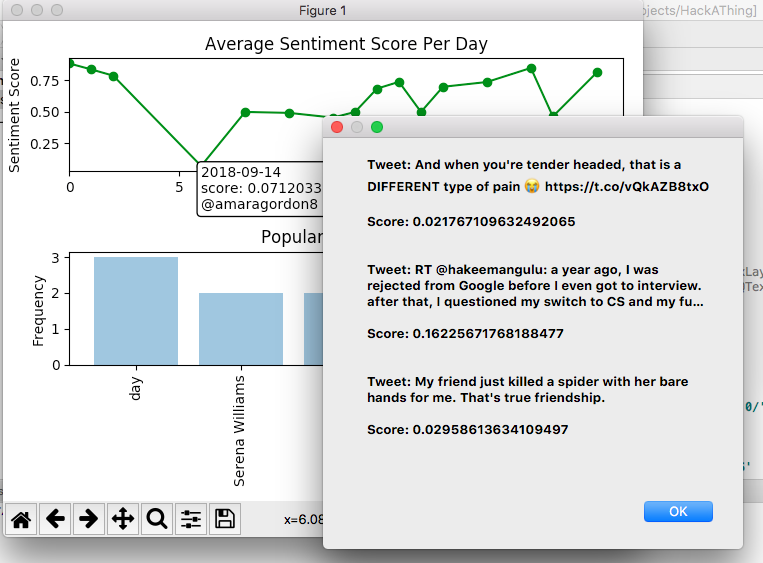 Figure 1
ojects/HackAThing]
Average Sentiment Score Per Day
Sentiment Score
0.75
0.50
0.25
0
5
2018-09-14
score: 0.0712033
@amaragordon8
Popular
Frequency
3
2
1
0
day
Serena Williams
x=6.08
Tweet: And when you're tender headed, that is a
DIFFERENT type of pain 😭 https://t.co/vQkAZB8txO
Score: 0.021767109632492065
Tweet: RT @hakeemangulu: a year ago, I was
rejected from Google before I even got to interview.
after that, I questioned my switch to CS and my fu...
Score: 0.16225671768188477
Tweet: My friend just killed a spider with her bare
hands for me. That's true friendship.
Score: 0.02958613634109497
OK